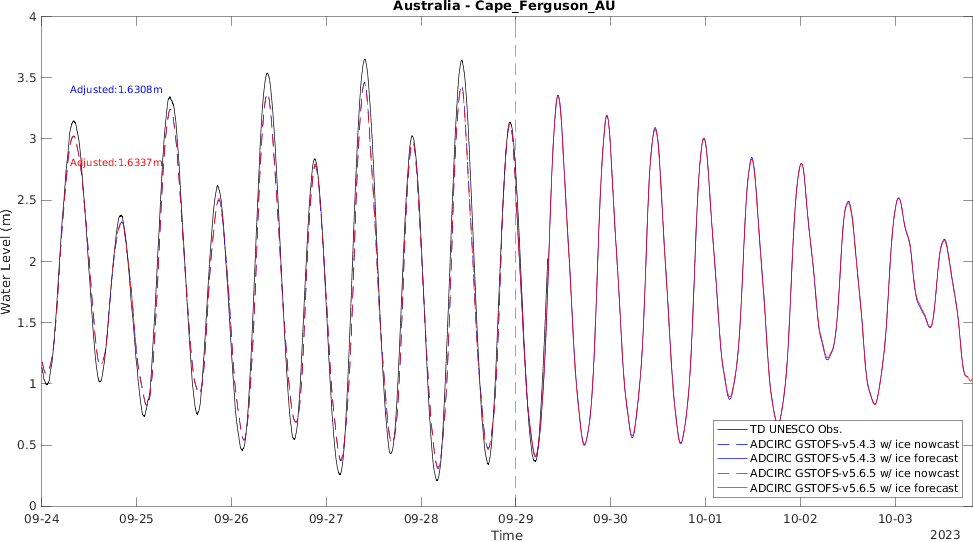 Australia - Cape_Ferguson_AU
4
3.5
3
2.5
2
1.5
1
0.5
0
Water Level (m)
Adjusted:1.6308m
Adjusted:1.6337m
TD UNESCO Obs.
ADCIRC GSTOFS-v5.4.3 w/ ice nowcast
ADCIRC GSTOFS-v5.4.3 w/ ice forecast
ADCIRC GSTOFS-v5.6.5 w/ ice nowcast
ADCIRC GSTOFS-v5.6.5 w/ ice forecast
09-24 09-25 09-26 09-27 09-28 09-29 09-30 10-01 10-02 10-03
Time
2023